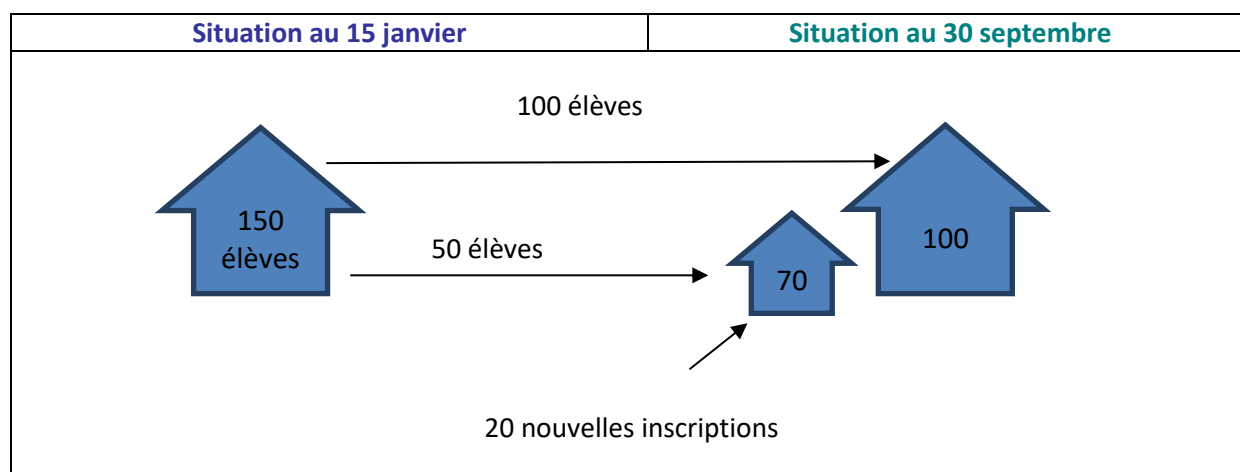 Situation au 15 janvier
Situation au 30 septembre
100 élèves
150
élèves
100
50 élèves
70
20 nouvelles inscriptions